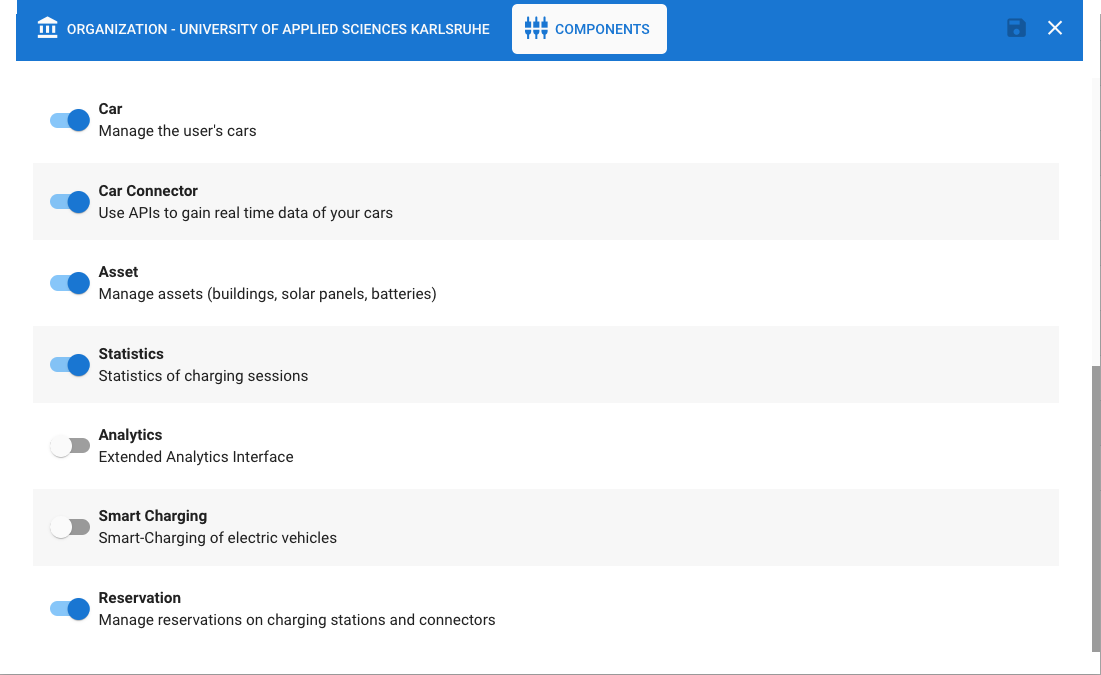 ORGANIZATION - UNIVERSITY OF APPLIED SCIENCES KARLSRUHE
COMPONENTS
Car
Manage the user's cars
Car Connector
Use APIs to gain real time data of your cars
Asset
Manage assets (buildings, solar panels, batteries)
Statistics
Statistics of charging sessions
Analytics
Extended Analytics Interface
Smart Charging
Smart-Charging of electric vehicles
Reservation
Manage reservations on charging stations and connectors